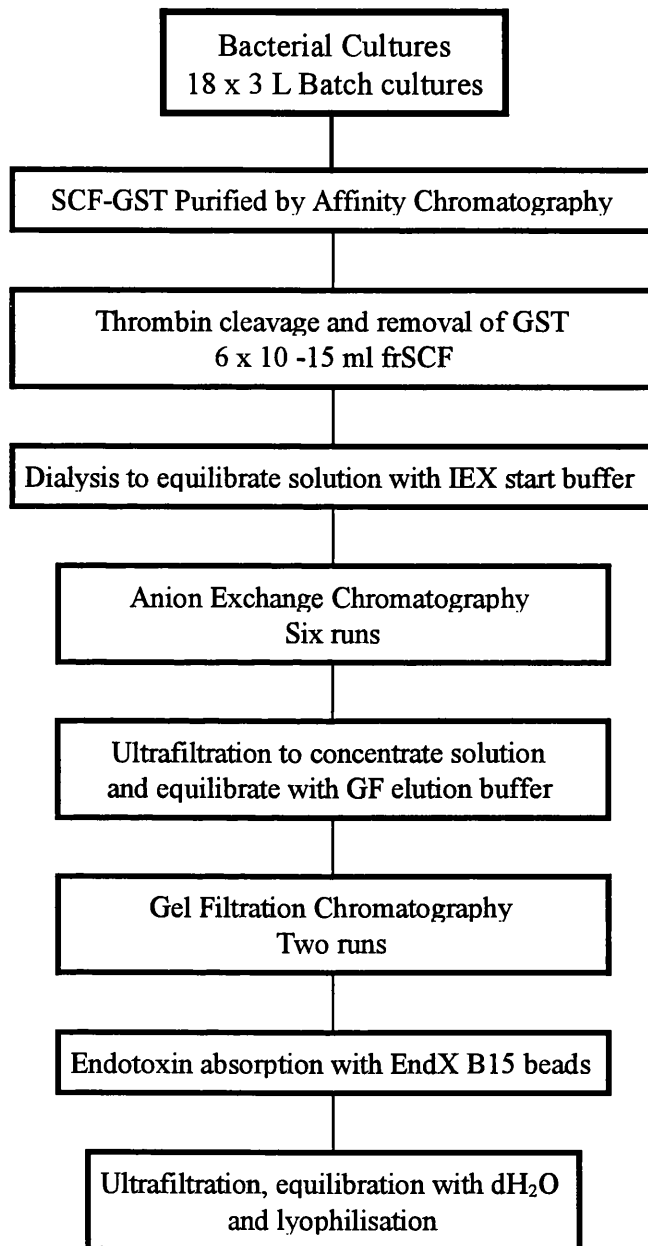 Bacterial Cultures
18 x 3 L Batch cultures
SCF-GST Purified by Affinity Chromatography
Thrombin cleavage and removal of GST
6 x 10 -15 ml frSCF
Dialysis to equilibrate solution with IEX start buffer
Anion Exchange Chromatography
Six runs
Ultrafiltration to concentrate solution
and equilibrate with GF elution buffer
Gel Filtration Chromatography
Two runs
Endotoxin absorption with EndX B15 beads
Ultrafiltration, equilibration with dH₂O
and lyophilisation